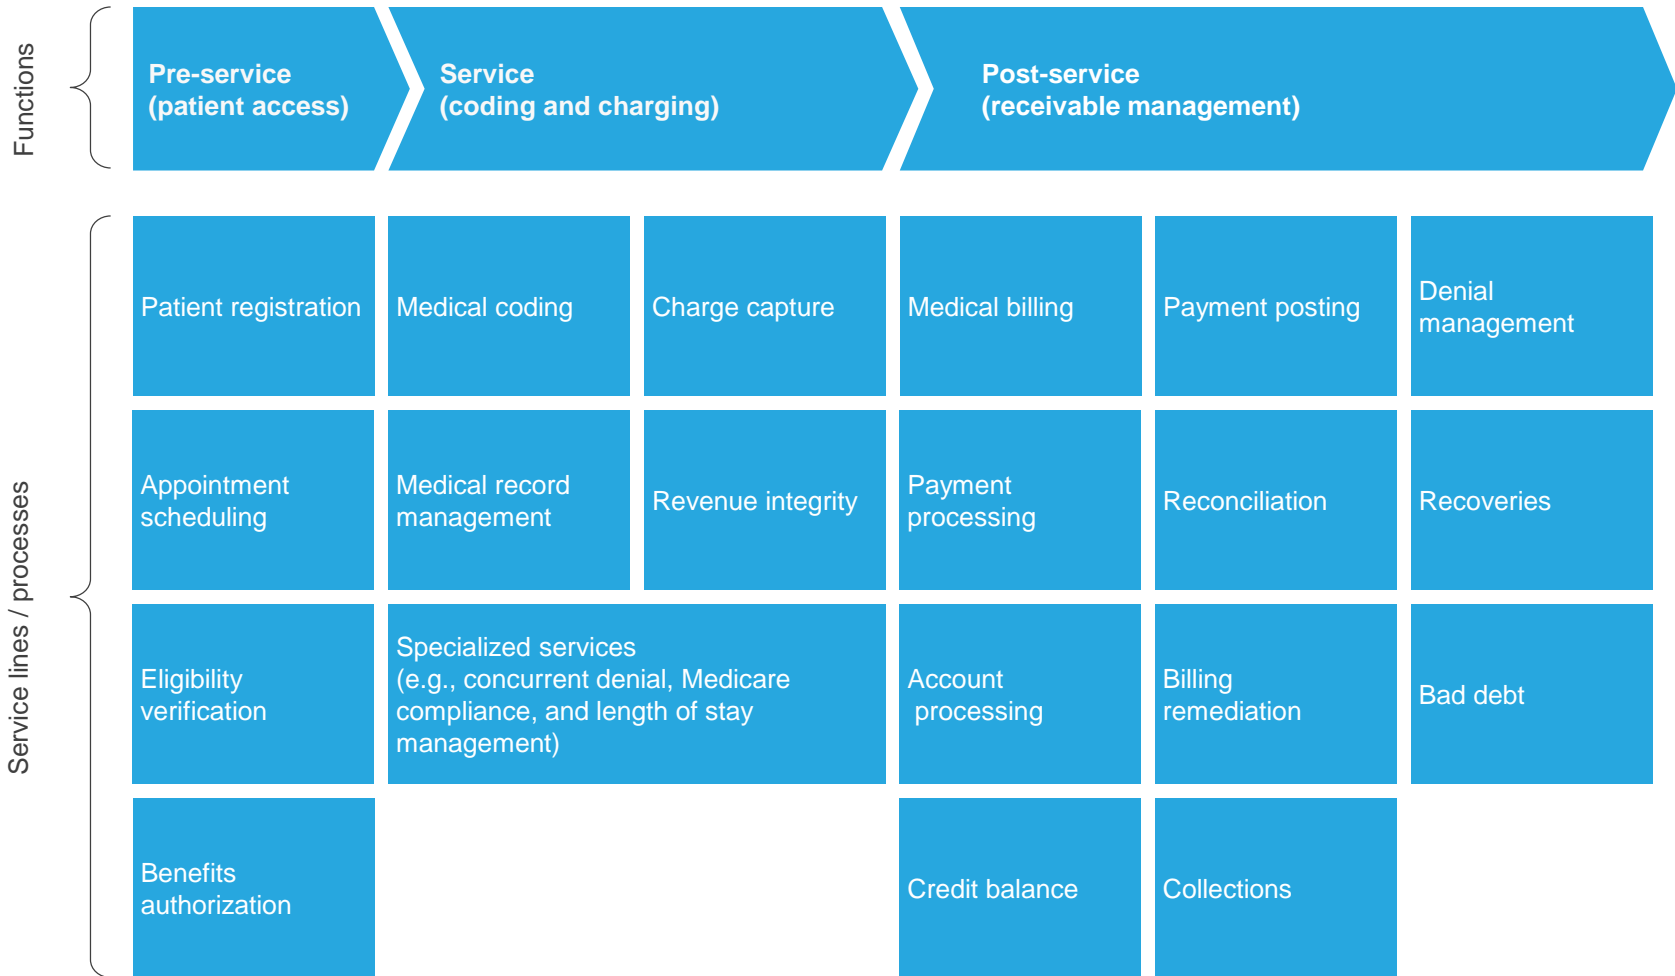 Functions
Pre-service
(patient access)
Service
(coding and charging)
Post-service
(receivable management)
Service lines / processes
Patient registration
Medical coding
Charge capture
Medical billing
Payment posting
Denial
management
Appointment
scheduling
Medical record
management
Revenue integrity
Payment
processing
Reconciliation
Recoveries
Eligibility
verification
Specialized services
(e.g., concurrent denial, Medicare
compliance, and length of stay
management)
Account
processing
Billing
remediation
Bad debt
Benefits
authorization
Credit balance
Collections